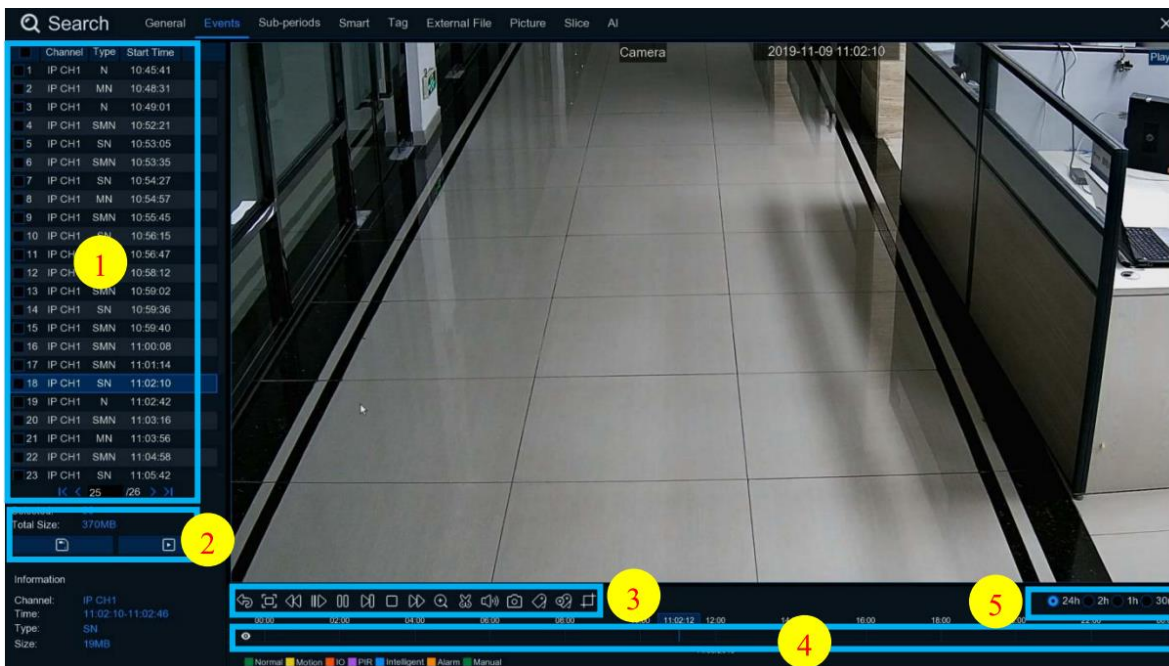 Search General Events Sub-periods Smart Tag External File Picture Slice AI
Channel Type Start Time
1 IP CH1 N 10:45:41
2 IP CH1 MN 10:48:31
3 IP CH1 N 10:49:01
4 IP CH1 SMN 10:52:21
5 IP CH1 SN 10:53:05
6 IP CH1 SMN 10:53:35
7 IP CH1 SN 10:54:27
8 IP CH1 MN 10:54:57
9 IP CH1 SMN 10:55:45
10 IP CH1 SN 10:56:15
11 10:56:47
12 10:58:12
13 IP CH1 SMN 10:59:02
14 IP CH1 SN 10:59:36
15 IP CH1 SMN 10:59:40
16 IP CH1 SMN 11:00:08
17 IP CH1 SMN 11:01:14
18 IP CH1 SN 11:02:10
19 IP CH1 N 11:02:42
20 IP CH1 SMN 11:03:16
21 IP CH1 MN 11:03:56
22 IP CH1 SMN 11:04:58
23 IP CH1 SN 11:05:42
25 /26
1
Total Size: 370MB
2
Information
Channel: IP CH1
Time: 11:02:10-11:02:46
Type: SN
Size: 19MB
Camera 2019-11-09 11:02:10
Play
3
5
24h 2h 1h 30
00:00 02:00 04:00 06:00 08:00 11:02:12 12:00 16:00 22:00
4
Normal Motion IO PIR Intelligent Alarm Manual